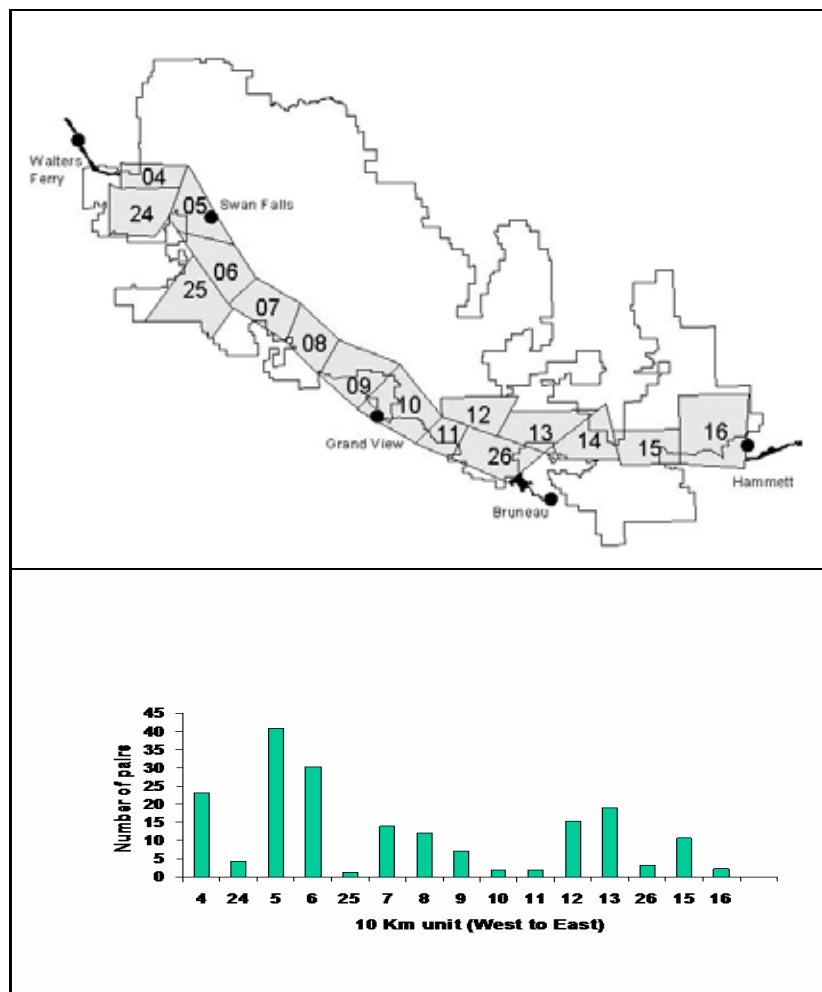 Walters
Ferry
04
24
05
Swan Falls
06
25
07
08
09
10
Grand View
11
12
26
13
14
15
16
Bruneau
Hammett
45
40
35
30
25
20
15
10
5
0
Number of pairs
4 24 5 6 25 7 8 9 10 11 12 13 26 15 16
10 Km unit (West to East)